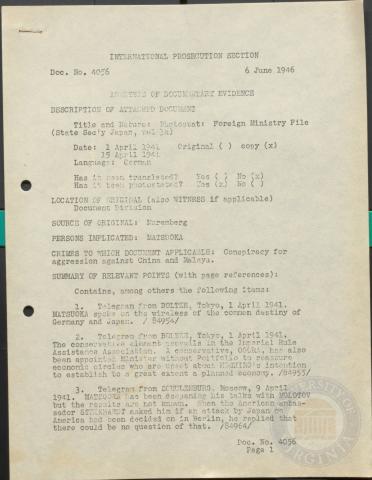 INTERNATIONAL PROSECUTION SECTION
Doc. No. 4056 6 June 1946
ANALYSIS OF DOCUMENTARY EVIDENCE
DESCRIPTION OF ATTACHED DOCUMENT
Title and Nature: Photostat: Foreign Ministry File
(State Sec'y Japan, vol 3a)
Date: 1 April 1941 Original ( ) copy (x)
15 April 1941
Language: German
Has it been translated? Yes ( ) No (x)
Has it been photostated? Yes (x) No ( )
LOCATION OF ORIGINAL (also WITNESS if applicable)
Document Division
SOURCE OF ORIGINAL: Nuremberg
PERSONS IMPLICATED: MATSUOKA
CRIMES TO WHICH DOCUMENT APPLICABLE: Conspiracy for
aggression against China and Malaya.
SUMMARY OF RELEVANT POINTS (with page references):
Contains, among others the following items:
1. Telegram from BOLTZE, Tokyo, 1 April 1941.
MATSUOKA spoke on the wireless of the common destiny of
Germany and Japan. / 84954/
2. Telegram from BOLTZE, Tokyo, 1 April 1941.
The conservative element prevails in the Imperial Rule
Assistance Association. A conservative, OGURA, has also
been appointed Minister without Portfolio to reassure
economic circles who are upset about intention
to establish to a great extent a planned economy. /84955/
3. Telegram from SCHULENBURG, Moscow, 9 April
1941. MATSUOKA has been resuming his talks with MOLOTOV
but the results are not known. When the American ambas-
sador STEINHARDT asked him if an attack by Japan on
America had been decided on in Berlin, he replied that
there could be no question of that. /84964/
Doc. No. 4056
Page 1
UNIVERSITY OF VIRGINIA